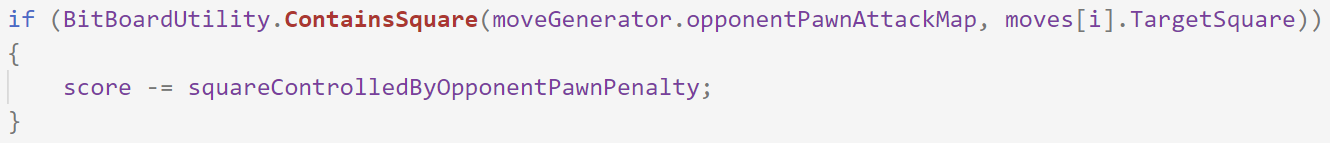 if (BitBoardUtility.ContainsSquare(moveGenerator.opponentPawnAttackMap, moves[i].TargetSquare))
{
    score -= squareControlledByOpponentPawnPenalty;
}